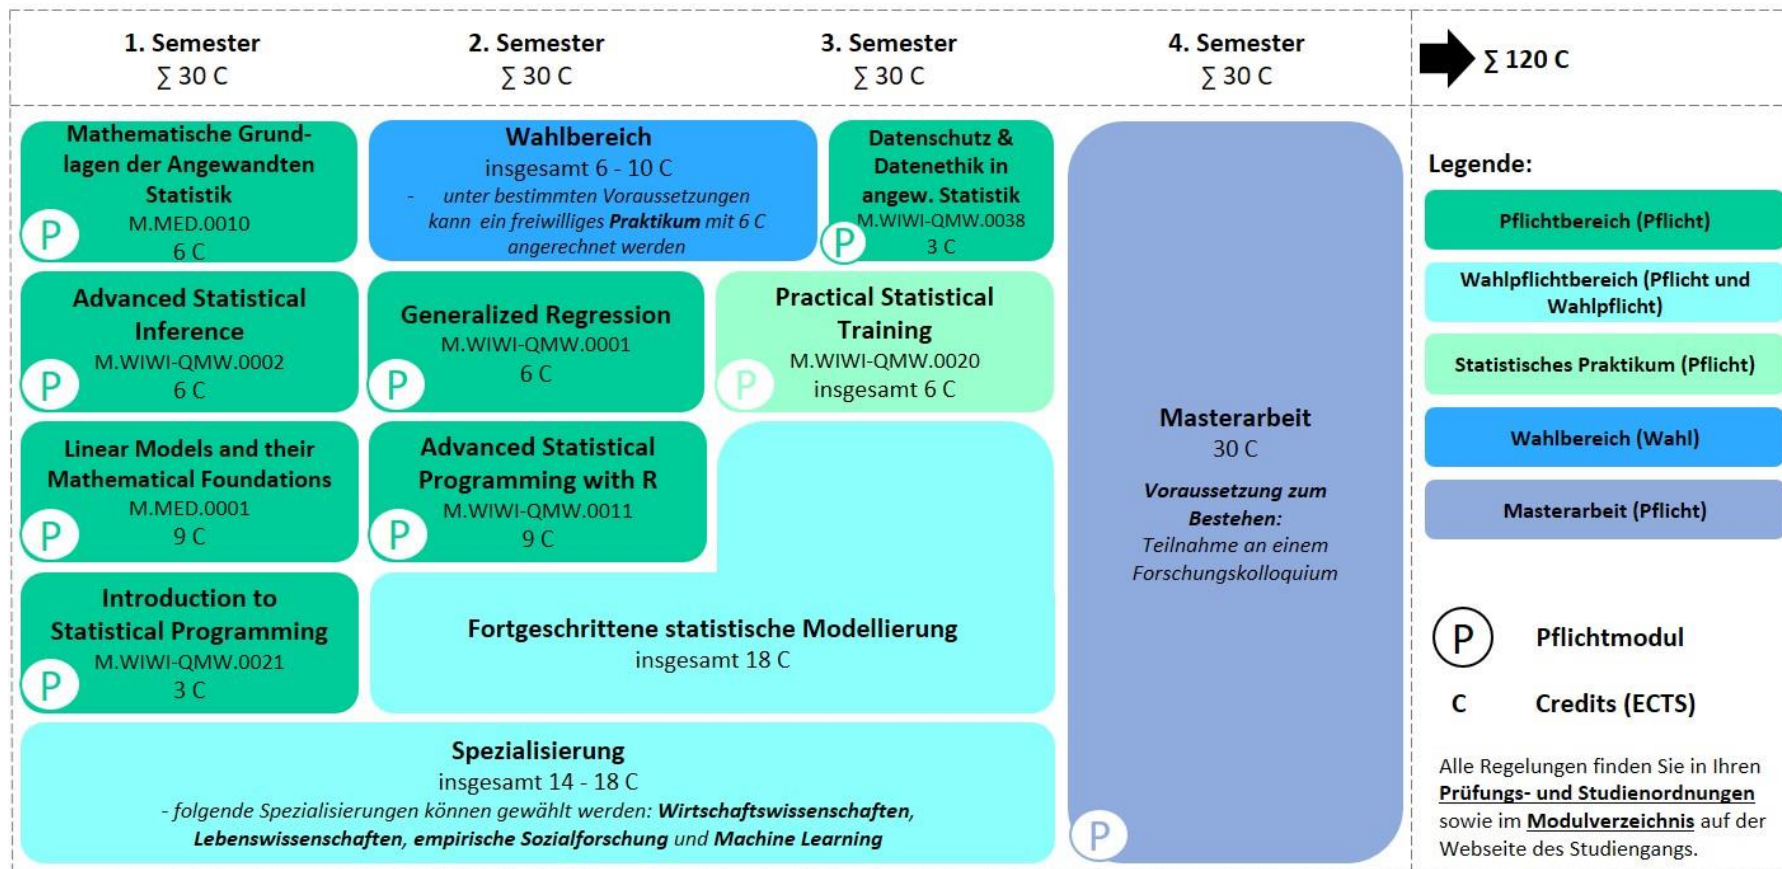 1. Semester
∑ 30 C
2. Semester
∑ 30 C
3. Semester
∑ 30 C
4. Semester
∑ 30 C
∑ 120 C
Mathematische Grund-
lagen der Angewandten
Statistik
M.MED.0010
6 C
P
Wahlbereich
insgesamt 6 - 10 C
- unter bestimmten Voraussetzungen
kann ein freiwilliges Praktikum mit 6 C
angerechnet werden
Datenschutz &
Datenethik in
angew. Statistik
M.WIWI-QMW.0038
3 C
P
Advanced Statistical
Inference
M.WIWI-QMW.0002
6 C
P
Generalized Regression
M.WIWI-QMW.0001
6 C
P
Practical Statistical
Training
M.WIWI-QMW.0020
insgesamt 6 C
P
Linear Models and their
Mathematical Foundations
M.MED.0001
9 C
P
Advanced Statistical
Programming with R
M.WIWI-QMW.0011
9 C
P
Introduction to
Statistical Programming
M.WIWI-QMW.0021
3 C
P
Fortgeschrittene statistische Modellierung
insgesamt 18 C
Spezialisierung
insgesamt 14 - 18 C
- folgende Spezialisierungen können gewählt werden: Wirtschaftswissenschaften,
Lebenswissenschaften, empirische Sozialforschung und Machine Learning
Masterarbeit
30 C
Voraussetzung zum
Bestehen:
Teilnahme an einem
Forschungskolloquium
P
Legende:
Pflichtbereich (Pflicht)
Wahlpflichtbereich (Pflicht und
Wahlpflicht)
Statistisches Praktikum (Pflicht)
Wahlbereich (Wahl)
Masterarbeit (Pflicht)
P Pflichtmodul
C Credits (ECTS)
Alle Regelungen finden Sie in Ihren
Prüfungs- und Studienordnungen
sowie im Modulverzeichnis auf der
Webseite des Studiengangs.